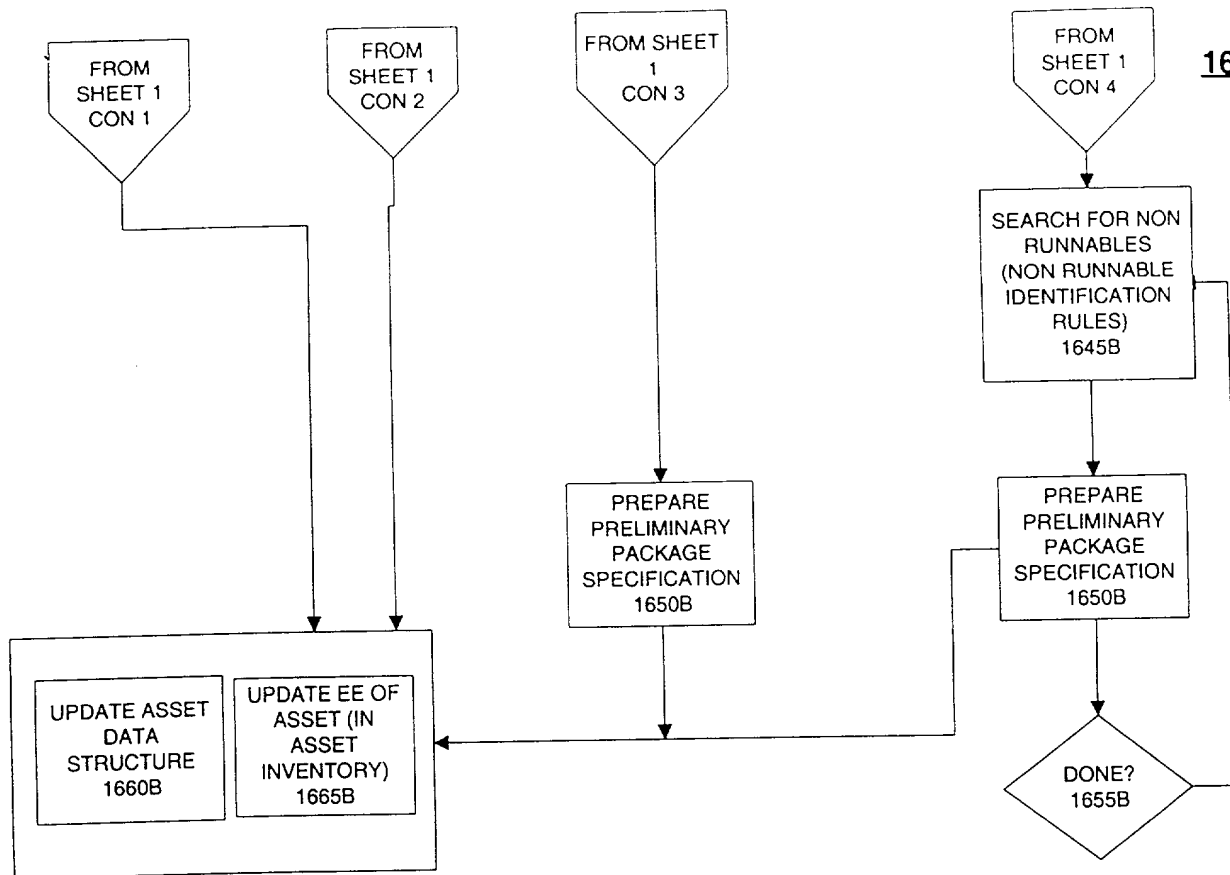 FROM
SHEET 1
CON 1
FROM
SHEET 1
CON 2
FROM SHEET
1
CON 3
FROM
SHEET 1
CON 4
16
SEARCH FOR NON
RUNNABLES
(NON RUNNABLE
IDENTIFICATION
RULES)
1645B
PREPARE
PRELIMINARY
PACKAGE
SPECIFICATION
1650B
PREPARE
PRELIMINARY
PACKAGE
SPECIFICATION
1650B
UPDATE ASSET
DATA
STRUCTURE
1660B
UPDATE EE OF
ASSET (IN
ASSET
INVENTORY)
1665B
DONE?
1655B